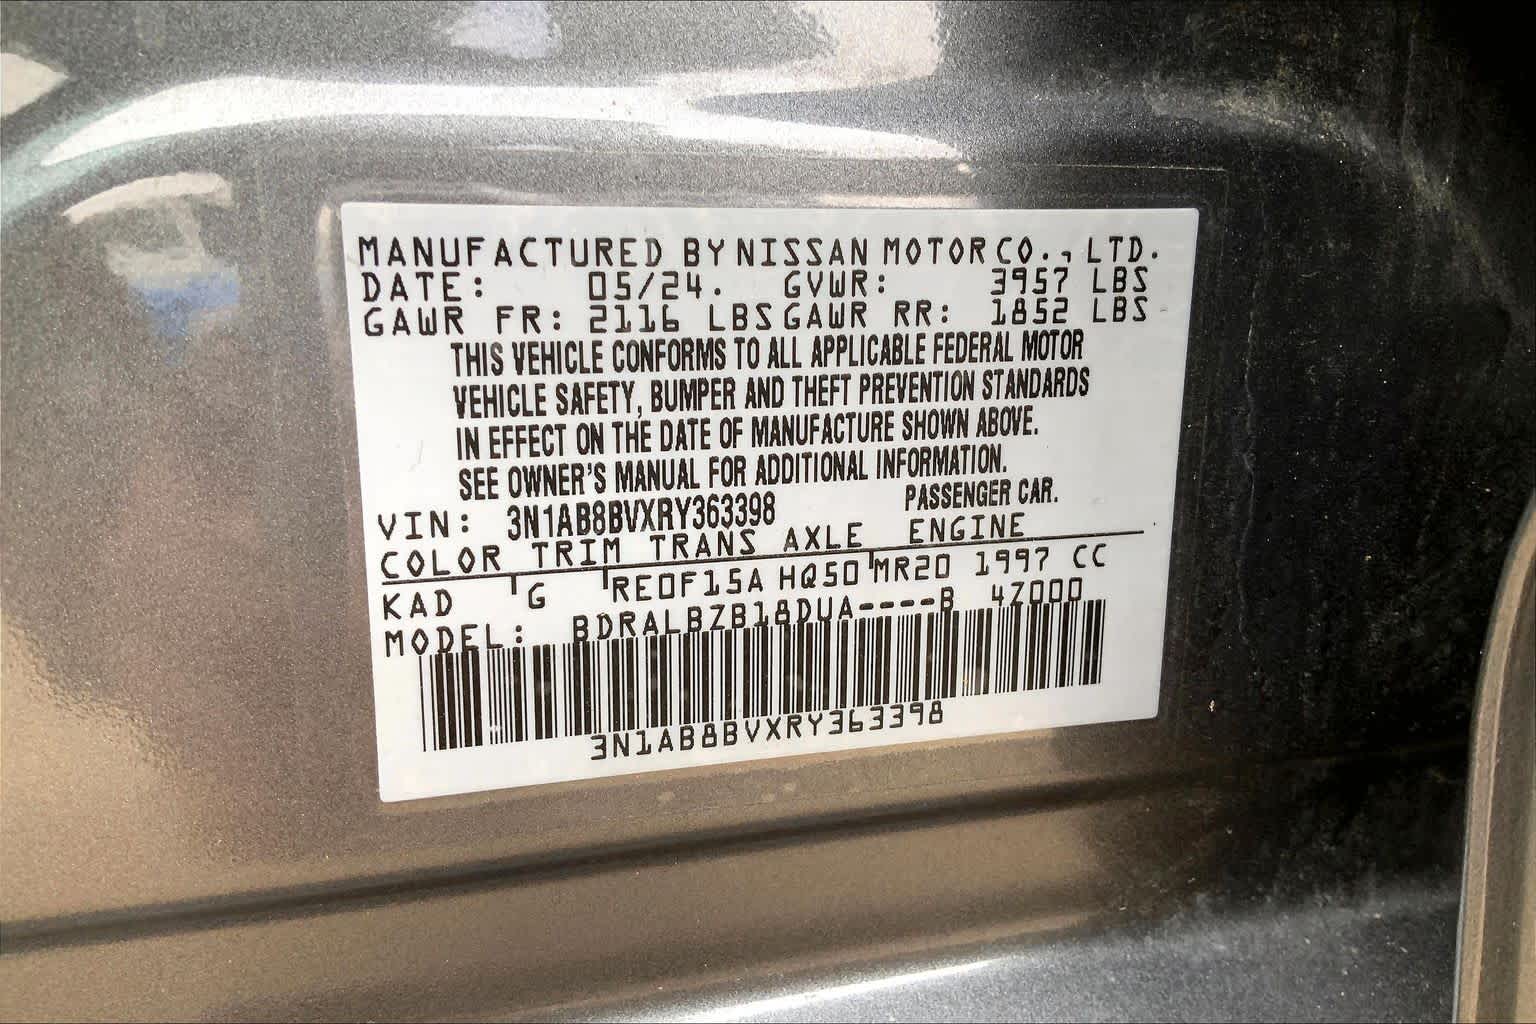 MANUFACTURED BY NISSAN MOTOR CO., LTD.
DATE: 05/24. GVWR: 3957 LBS
GAWR FR: 2116 LBS GAWR RR: 1852 LBS
THIS VEHICLE CONFORMS TO ALL APPLICABLE FEDERAL MOTOR
VEHICLE SAFETY, BUMPER AND THEFT PREVENTION STANDARDS
IN EFFECT ON THE DATE OF MANUFACTURE SHOWN ABOVE.
SEE OWNER'S MANUAL FOR ADDITIONAL INFORMATION.
VIN: 3N1AB8BVXRY363398 PASSENGER CAR.
COLOR TRIM TRANS AXLE ENGINE
KAD G RE0F15A HQ50 MR20 1997 CC
MODEL: BDRALBZB18DUA----B 4Z000
3N1AB8BVXRY363398